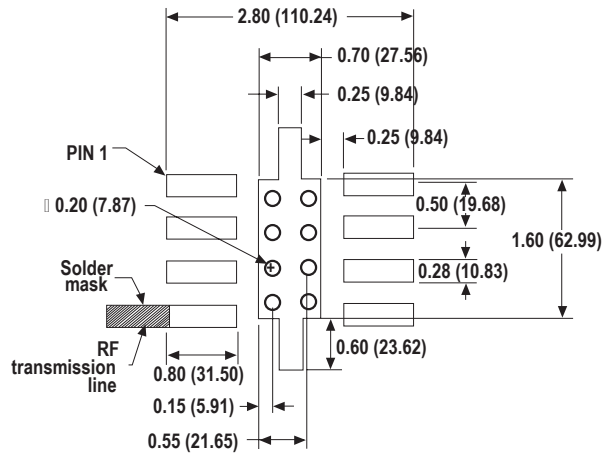 2.80 (110.24)
0.70 (27.56)
0.25 (9.84)
0.25 (9.84)
PIN 1
0.20 (7.87)
0.50 (19.68)
1.60 (62.99)
Solder
mask
0.28 (10.83)
RF
transmission
line
0.60 (23.62)
0.80 (31.50)
0.15 (5.91)
0.55 (21.65)